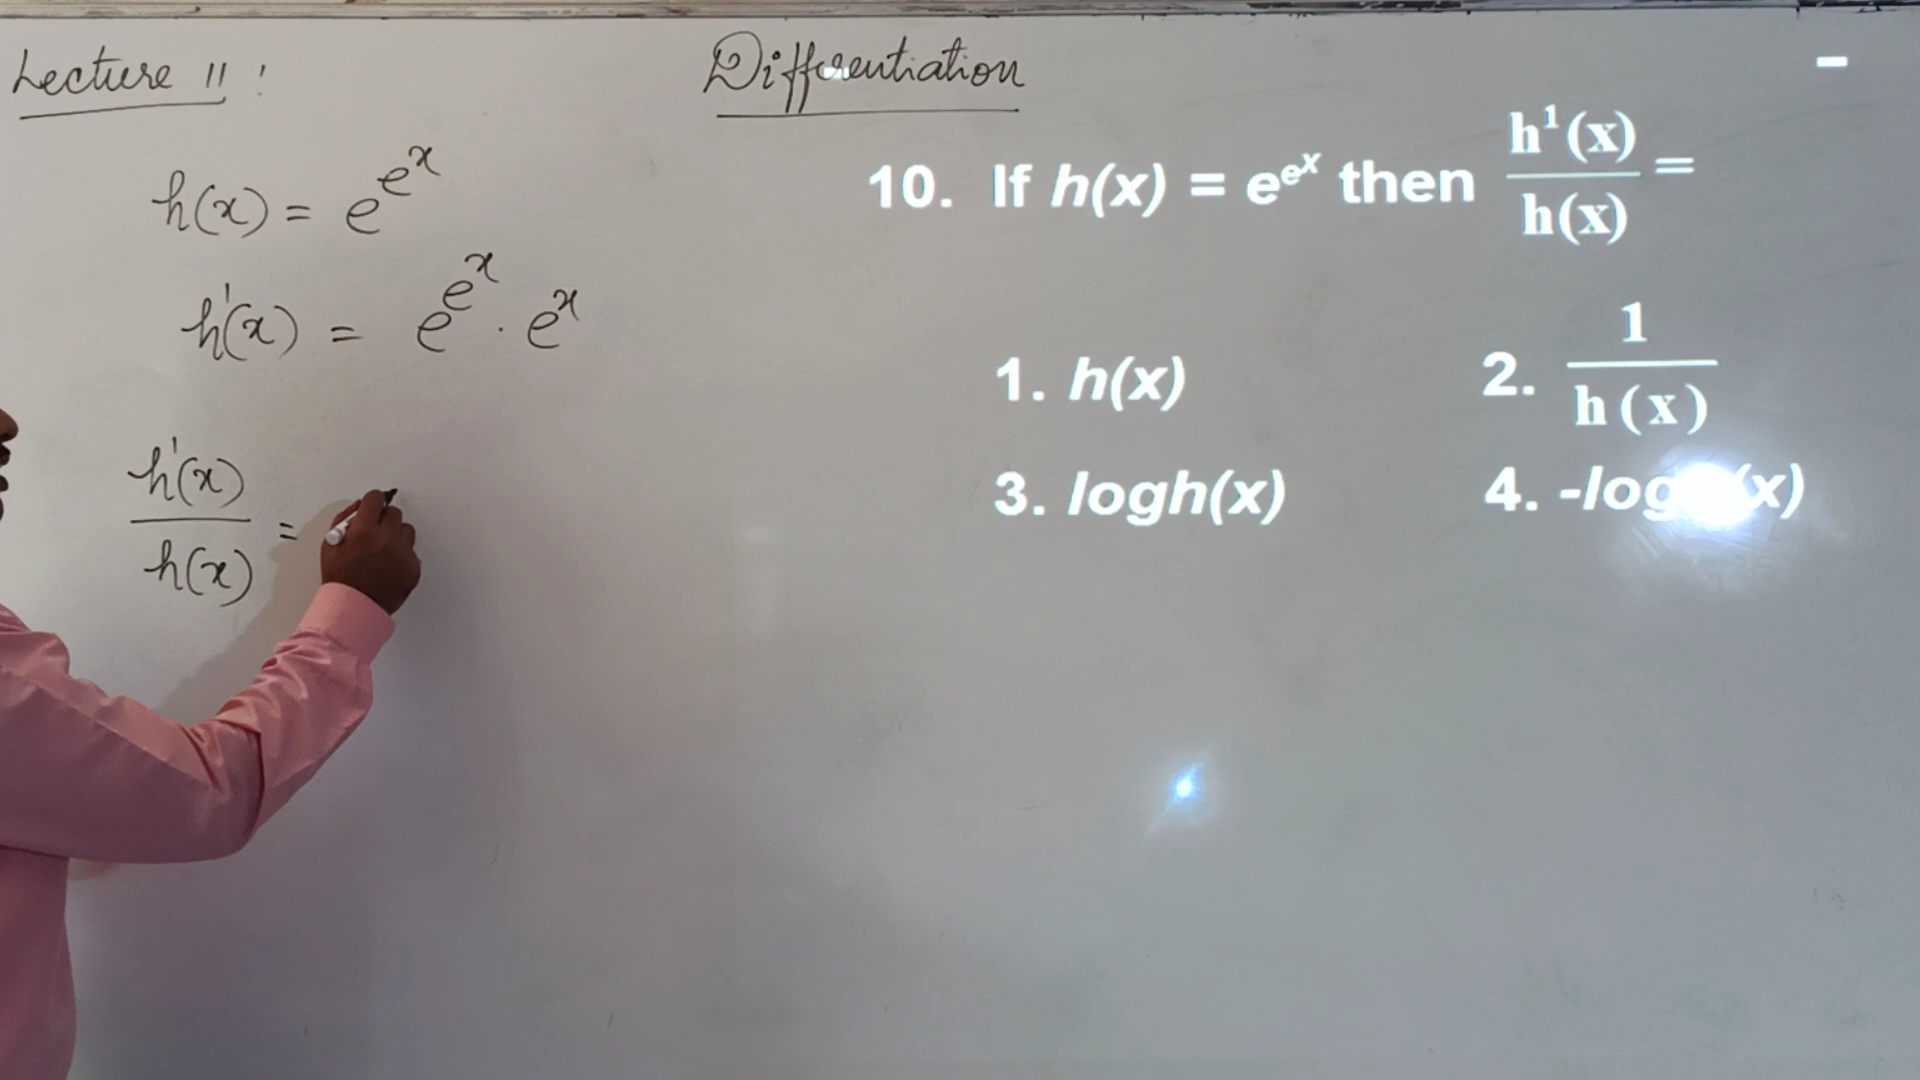 Lecture 11 :
Differentiation
h(x) = e^{e^x}
h'(x) = e^{e^x} . e^x
h'(x)
h(x) =
10. If h(x) = e^{e^x} then h¹(x)/h(x) =
1. h(x)
2. 1/h(x)
3. logh(x)
4. -log (x)